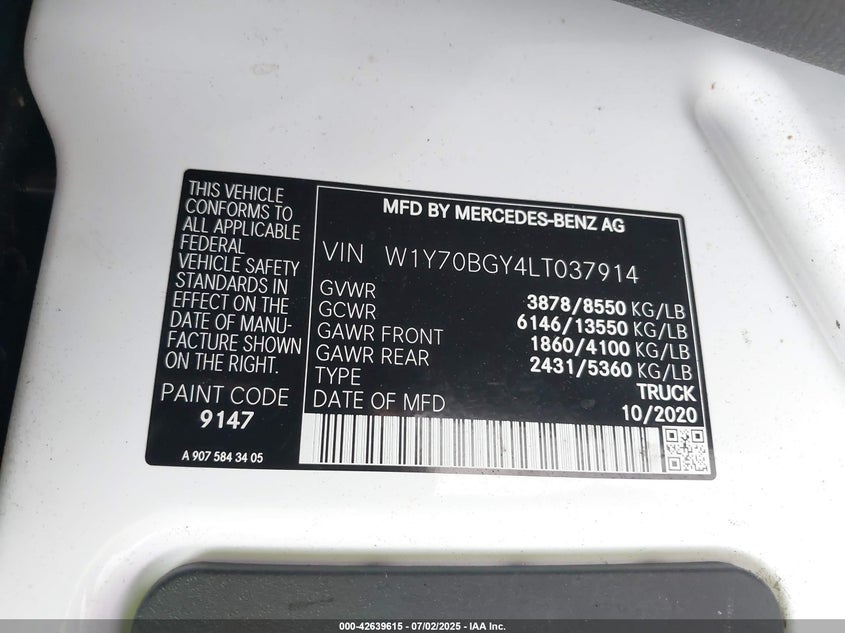 THIS VEHICLE
CONFORMS TO
ALL APPLICABLE
FEDERAL
VEHICLE SAFETY
STANDARDS IN
EFFECT ON THE
DATE OF MANU-
FACTURE SHOWN
ON THE RIGHT.
PAINT CODE
9147
A 907 584 34 05
MFD BY MERCEDES-BENZ AG
VIN W1Y70BGY4LT037914
GVWR 3878/8550 KG/LB
GCWR 6146/13550 KG/LB
GAWR FRONT 1860/4100 KG/LB
GAWR REAR 2431/5360 KG/LB
TYPE TRUCK
DATE OF MFD 10/2020
000-42639615 - 07/02/2025 - IAA Inc.